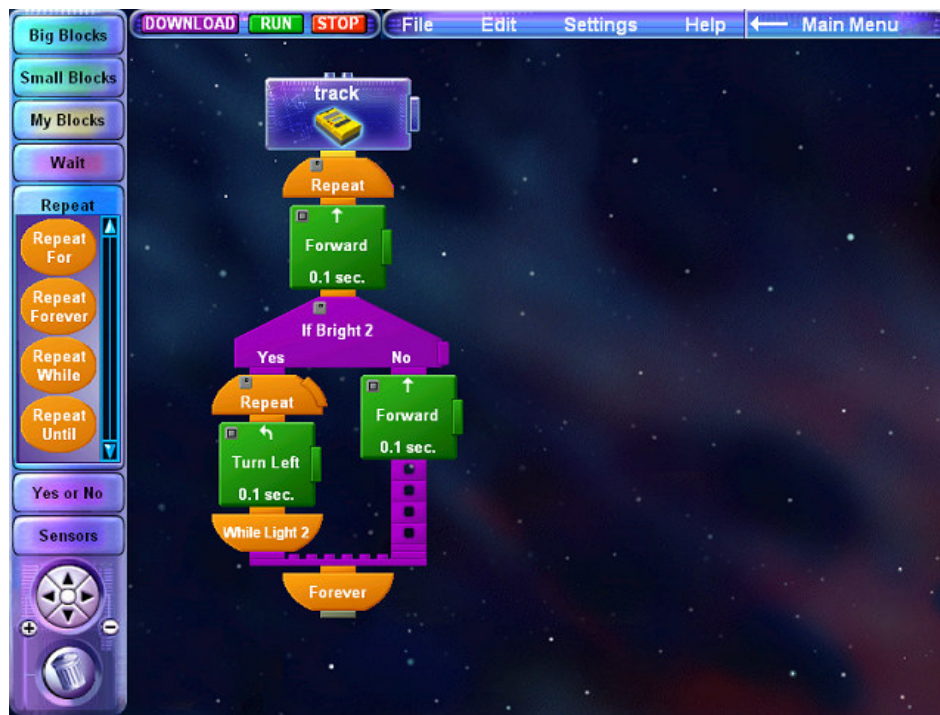 DOWNLOAD RUN STOP File Edit Settings Help Main Menu
Big Blocks
Small Blocks
My Blocks
Wait
Repeat
Repeat
For
Repeat
Forever
Repeat
While
Repeat
Until
Yes or No
Sensors
track
Repeat
Forward
0.1 sec.
If Bright 2
Yes No
Repeat
Turn Left
0.1 sec.
While Light 2
Forward
0.1 sec.
Forever